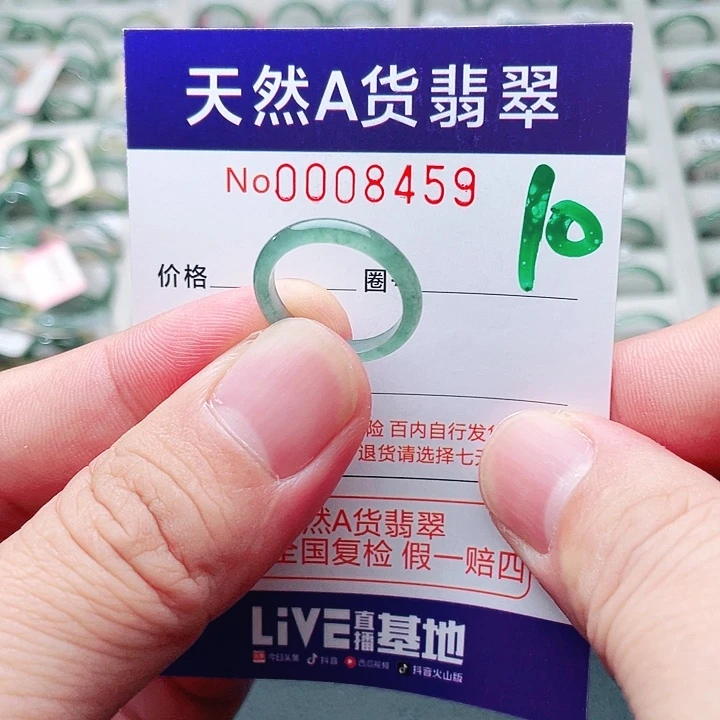 天然A货翡翠
No0008459
10
价格 圈
险 百内自行发货
退货请选择七天
然A货翡翠
全国复检 假一赔四
LiVE直播基地
今日头条 抖音 西瓜视频 抖音火山版